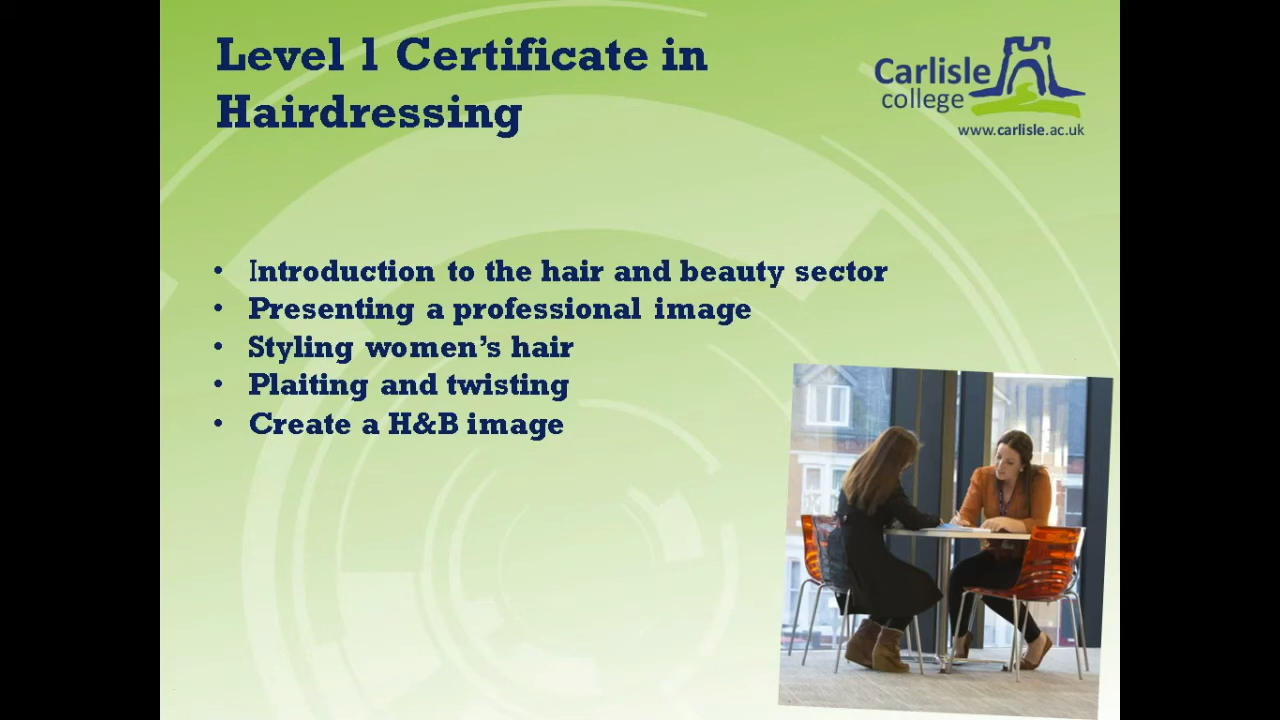 Level 1 Certificate in
Hairdressing
Carlisle
college
www.carlisle.ac.uk
• Introduction to the hair and beauty sector
• Presenting a professional image
• Styling women’s hair
• Plaiting and twisting
• Create a H&B image